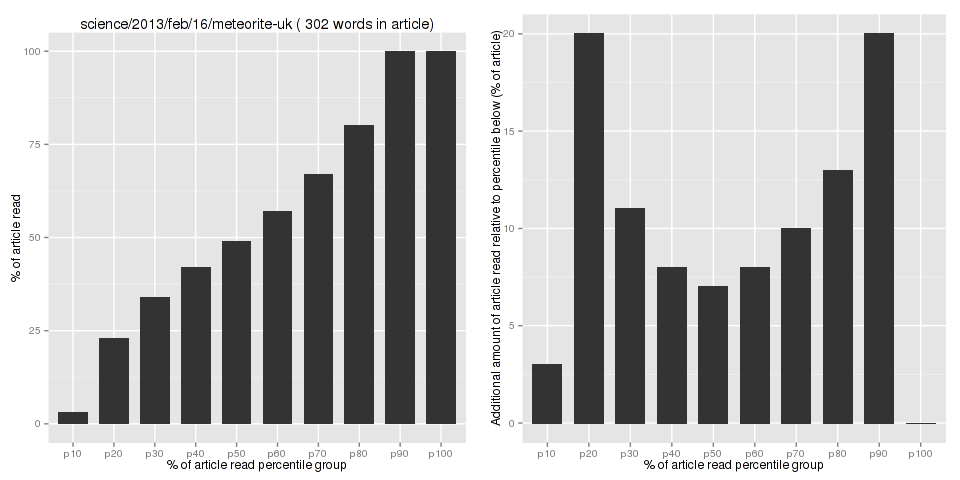 science/2013/feb/16/meteorite-uk ( 302 words in article)
% of article read
100
75
50
25
0
p10 p20 p30 p40 p50 p60 p70 p80 p90 p100
% of article read percentile group
Additional amount of article read relative to percentile below (% of article)
20
15
10
5
0
p10 p20 p30 p40 p50 p60 p70 p80 p90 p100
% of article read percentile group